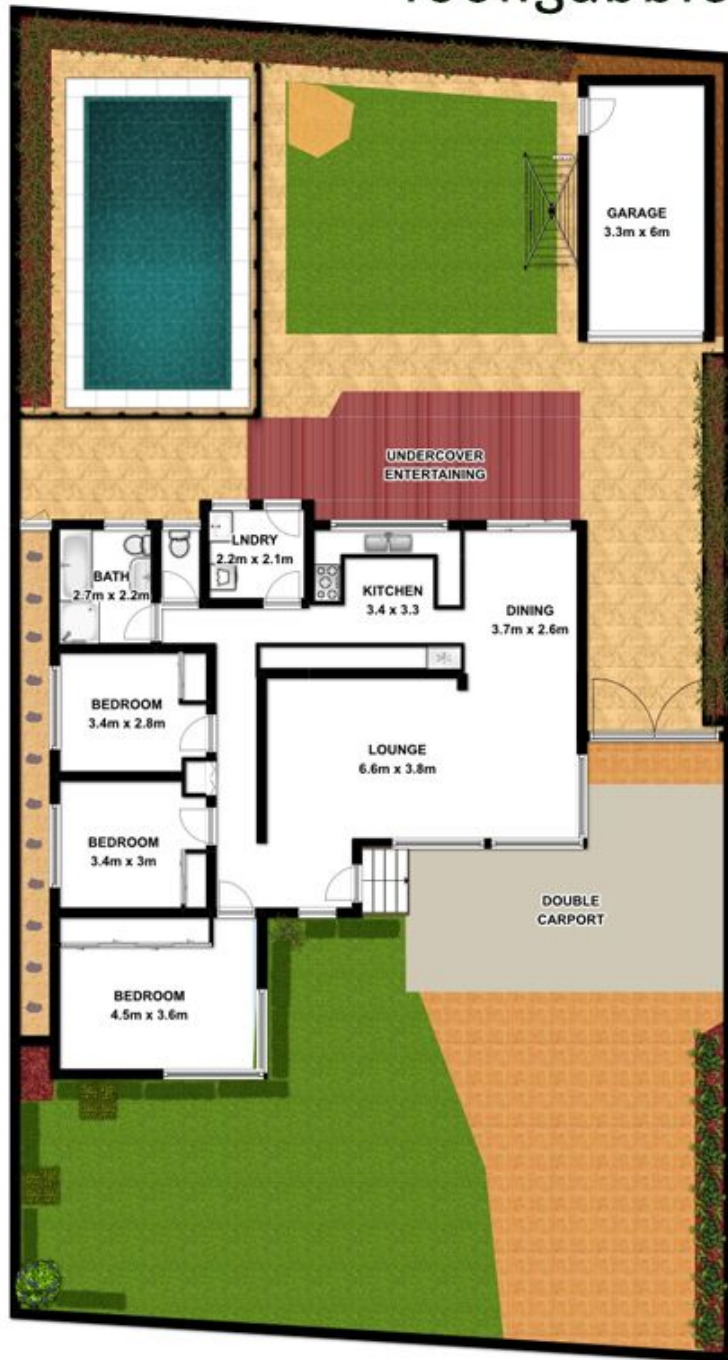 GARAGE
3.3m x 6m
UNDERCOVER
ENTERTAINING
LNDRY
2.2m x 2.1m
BATH
2.7m x 2.2m
KITCHEN
3.4 x 3.3
DINING
3.7m x 2.6m
BEDROOM
3.4m x 2.8m
LOUNGE
6.6m x 3.8m
BEDROOM
3.4m x 3m
DOUBLE
CARPORT
BEDROOM
4.5m x 3.6m